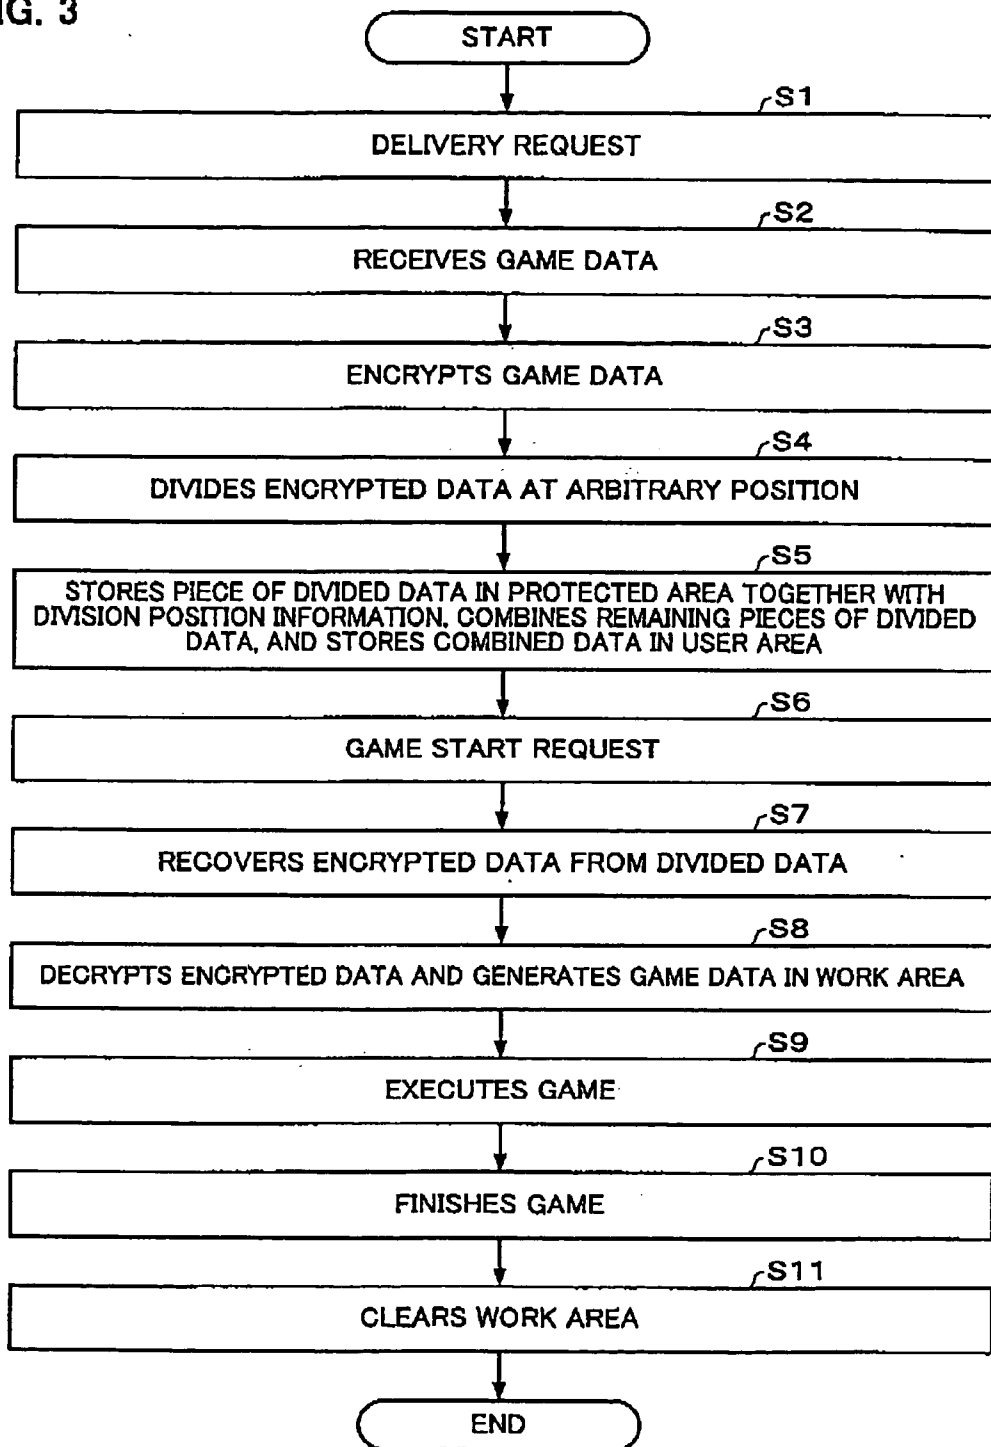 IG. 3
START
S1
DELIVERY REQUEST
S2
RECEIVES GAME DATA
S3
ENCRYPTS GAME DATA
S4
DIVIDES ENCRYPTED DATA AT ARBITRARY POSITION
S5
STORES PIECE OF DIVIDED DATA IN PROTECTED AREA TOGETHER WITH
DIVISION POSITION INFORMATION, COMBINES REMAINING PIECES OF DIVIDED
DATA, AND STORES COMBINED DATA IN USER AREA
S6
GAME START REQUEST
S7
RECOVERS ENCRYPTED DATA FROM DIVIDED DATA
S8
DECRYPTS ENCRYPTED DATA AND GENERATES GAME DATA IN WORK AREA
S9
EXECUTES GAME
S10
FINISHES GAME
S11
CLEARS WORK AREA
END